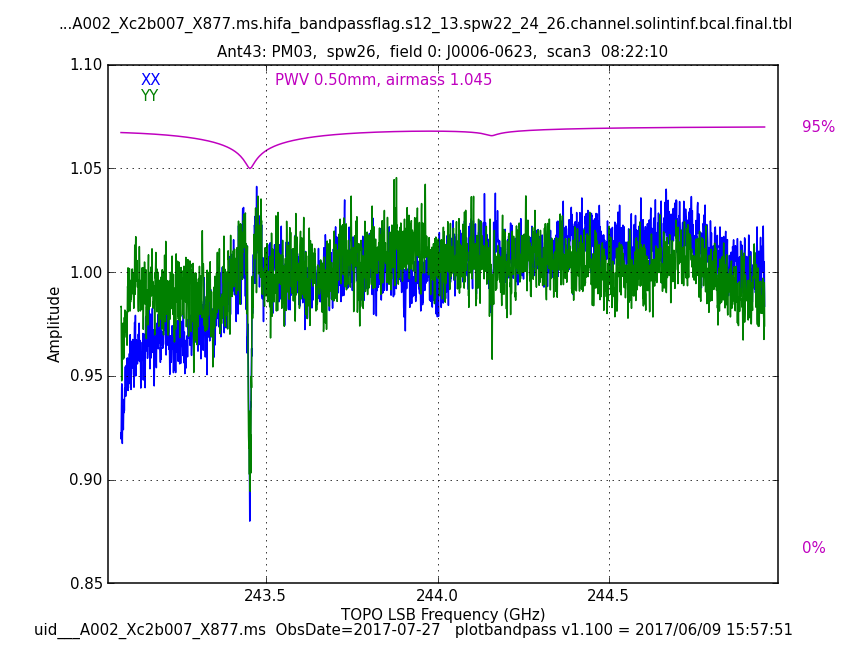 ...A002_Xc2b007_X877.ms.hifa_bandpassflag.s12_13.spw22_24_26.channel.solintinf.bcal.final.tbl
Ant43: PM03,  spw26,  field 0: J0006-0623,  scan3  08:22:10
1.10
XX
PWV 0.50mm, airmass 1.045
YY
95%
1.05
1.00
Amplitude
0.95
0.90
0%
0.85
243.5 244.0 244.5
TOPO LSB Frequency (GHz)
uid___A002_Xc2b007_X877.ms  ObsDate=2017-07-27   plotbandpass v1.100 = 2017/06/09 15:57:51